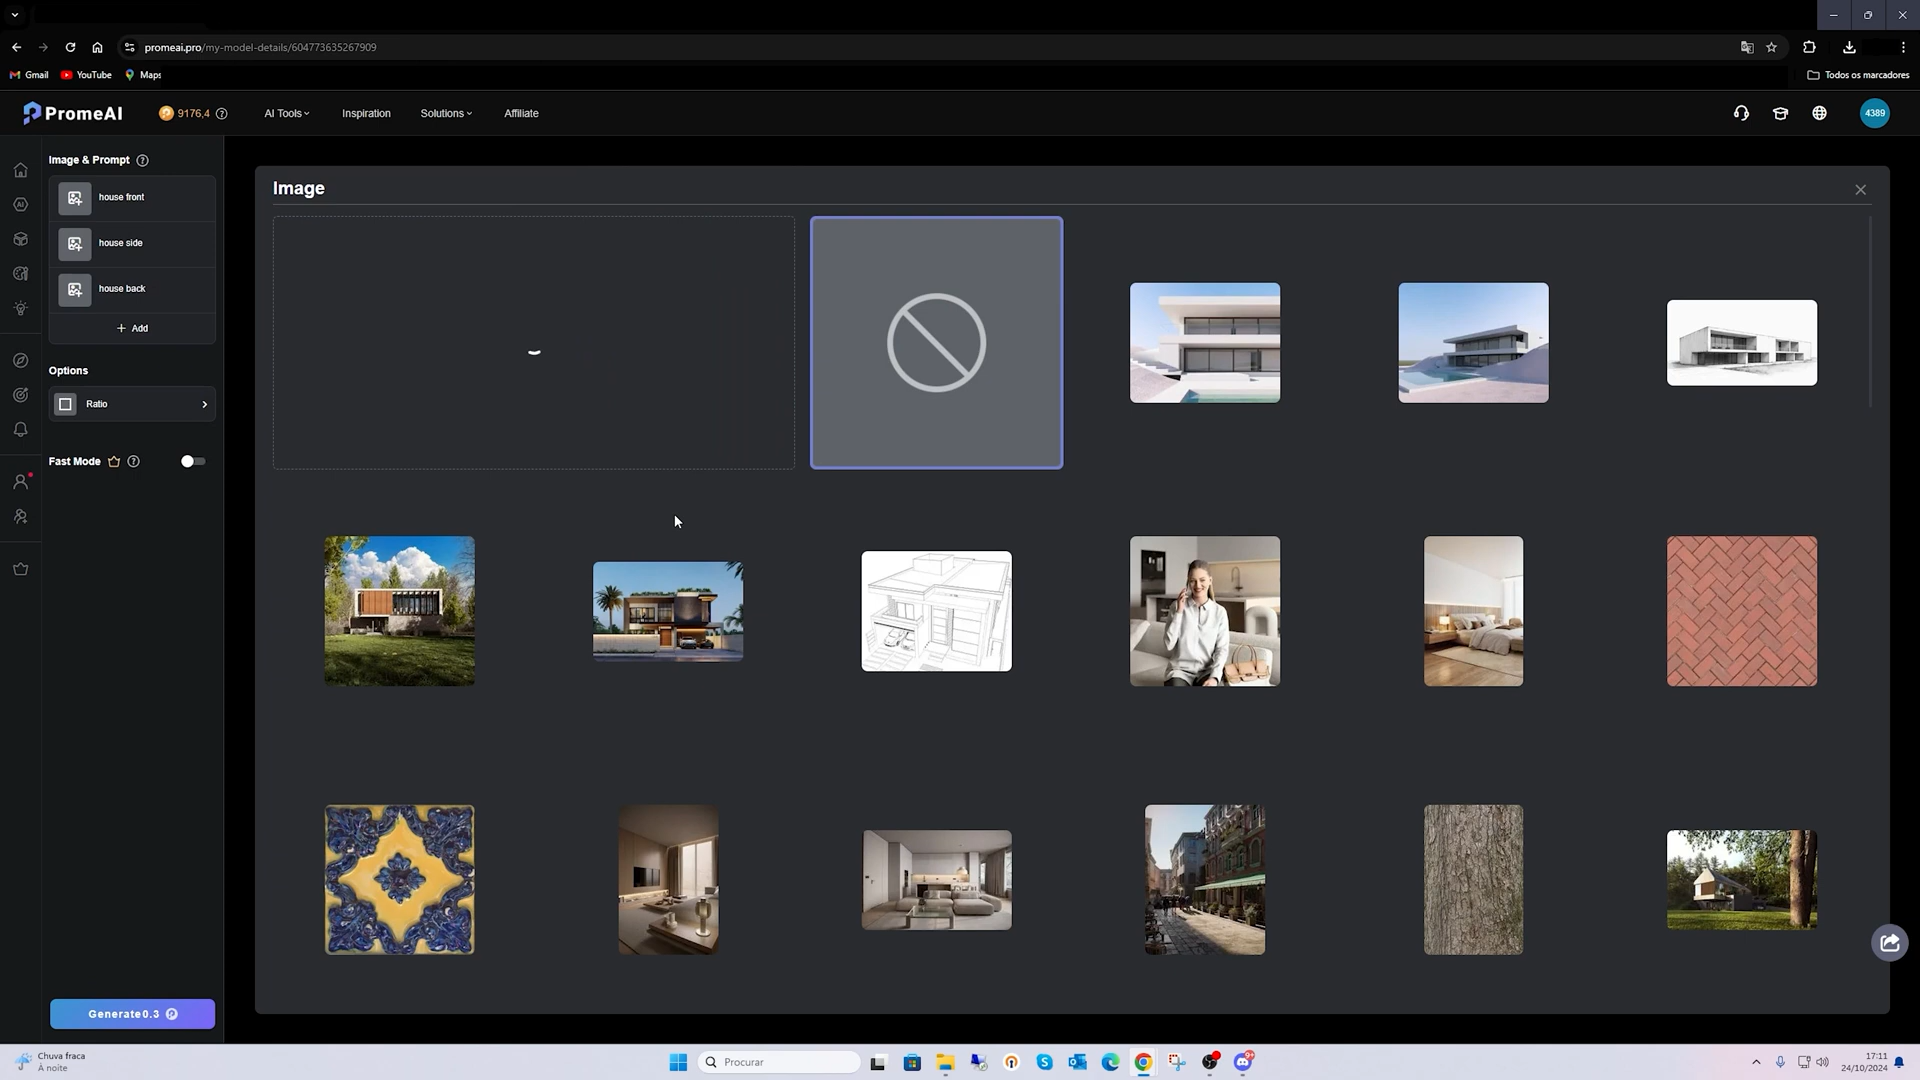 promeai.pro/my-model-details/604773635267909
Gmail
YouTube
Maps
Todos os marcadores
PromeAI
9176,4
AI Tools
Inspiration
Solutions
Affiliate
4389
Image & Prompt
house front
house side
house back
+ Add
Options
Ratio
Fast Mode
Generate0.3
Image
Chuva fraca
À noite
Procurar
9+
17:11
24/10/2024